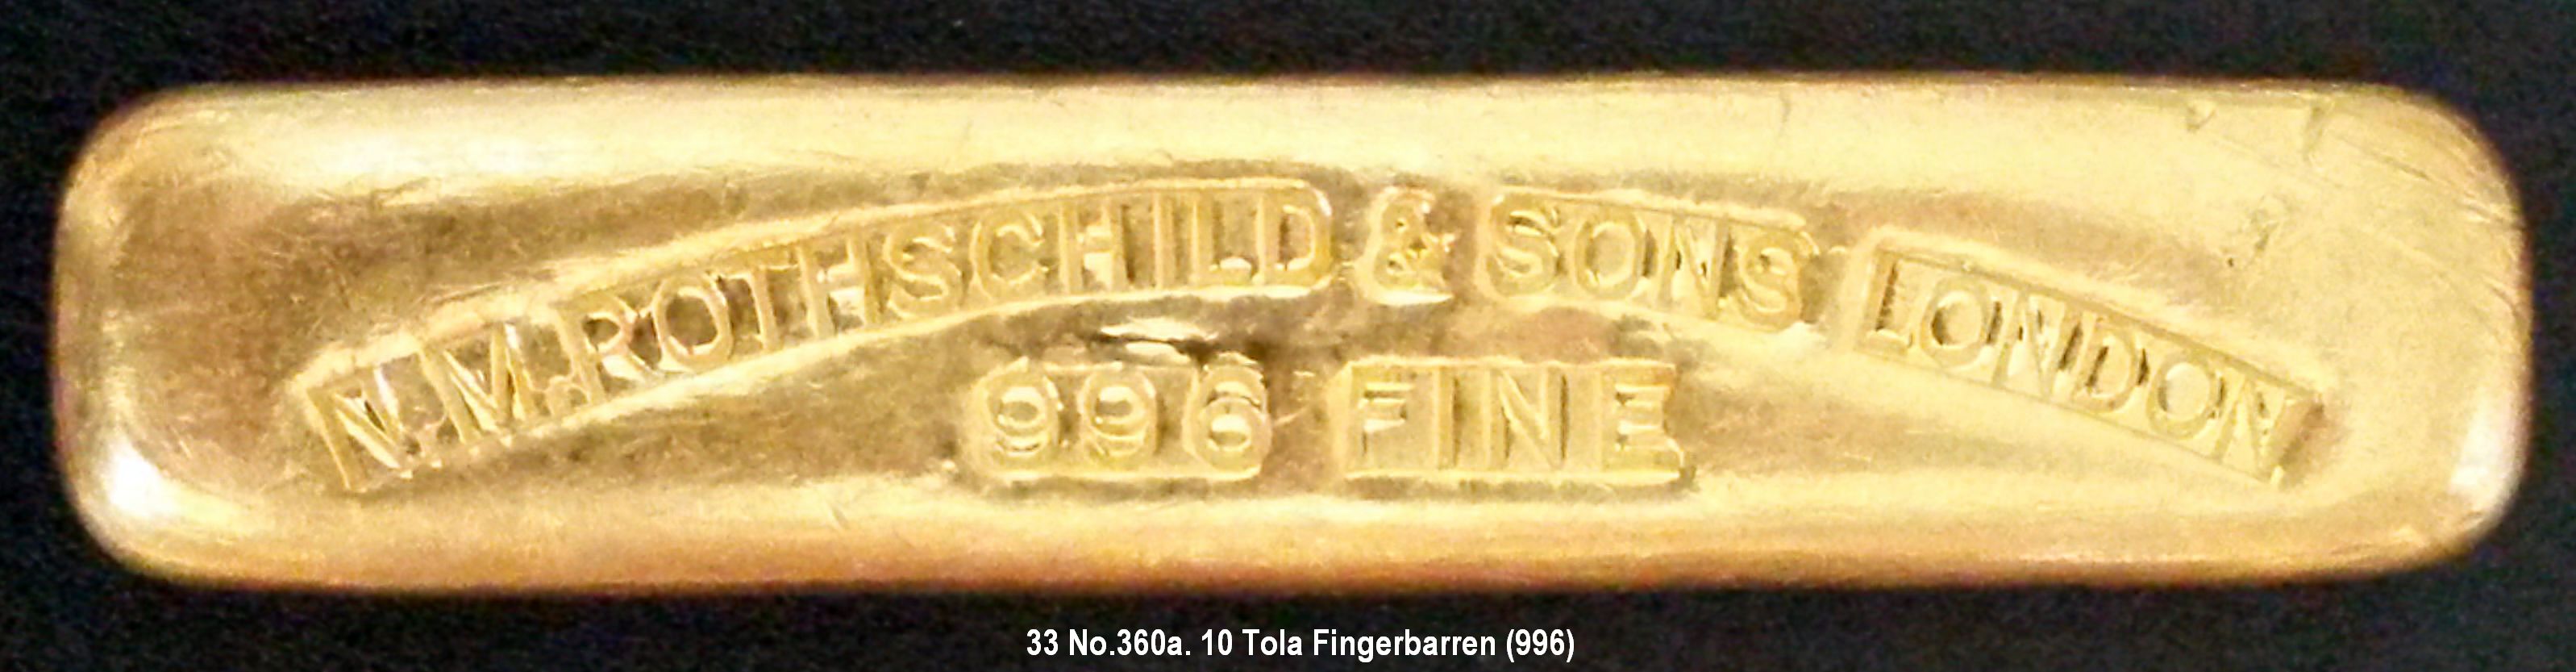 N.M.ROTHSCHILD & SONS LONDON
996 FINE
33 No.360a. 10 Tola Fingerbarren (996)